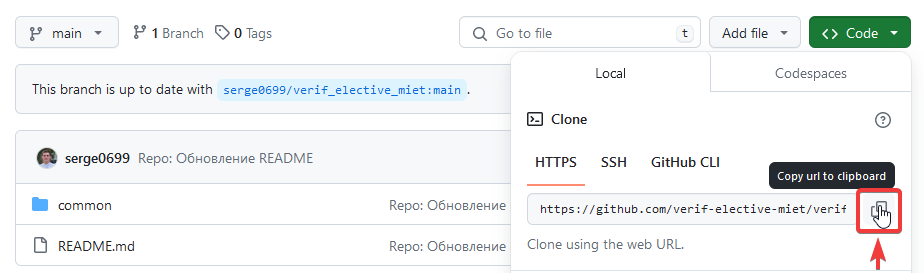 main 1 Branch 0 Tags Go to file t Add file Code
Local Codespaces
This branch is up to date with serge0699/verif_elective_miet:main.
Clone
serge0699 Repo: Обновление README
HTTPS SSH GitHub CLI
Copy url to clipboard
common Repo: Обновление
https://github.com/verif-elective-miet/verif
README.md Repo: Обновление
Clone using the web URL.